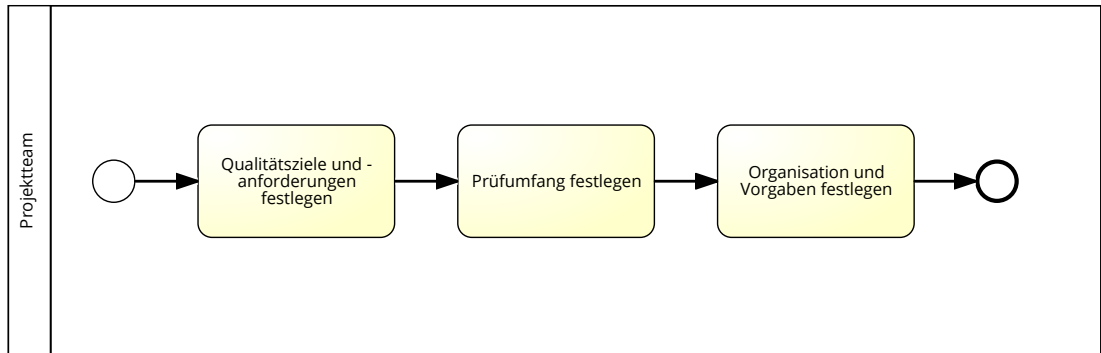 Projektteam
Qualitätsziele und -
anforderungen
festlegen
Prüfumfang festlegen
Organisation und
Vorgaben festlegen